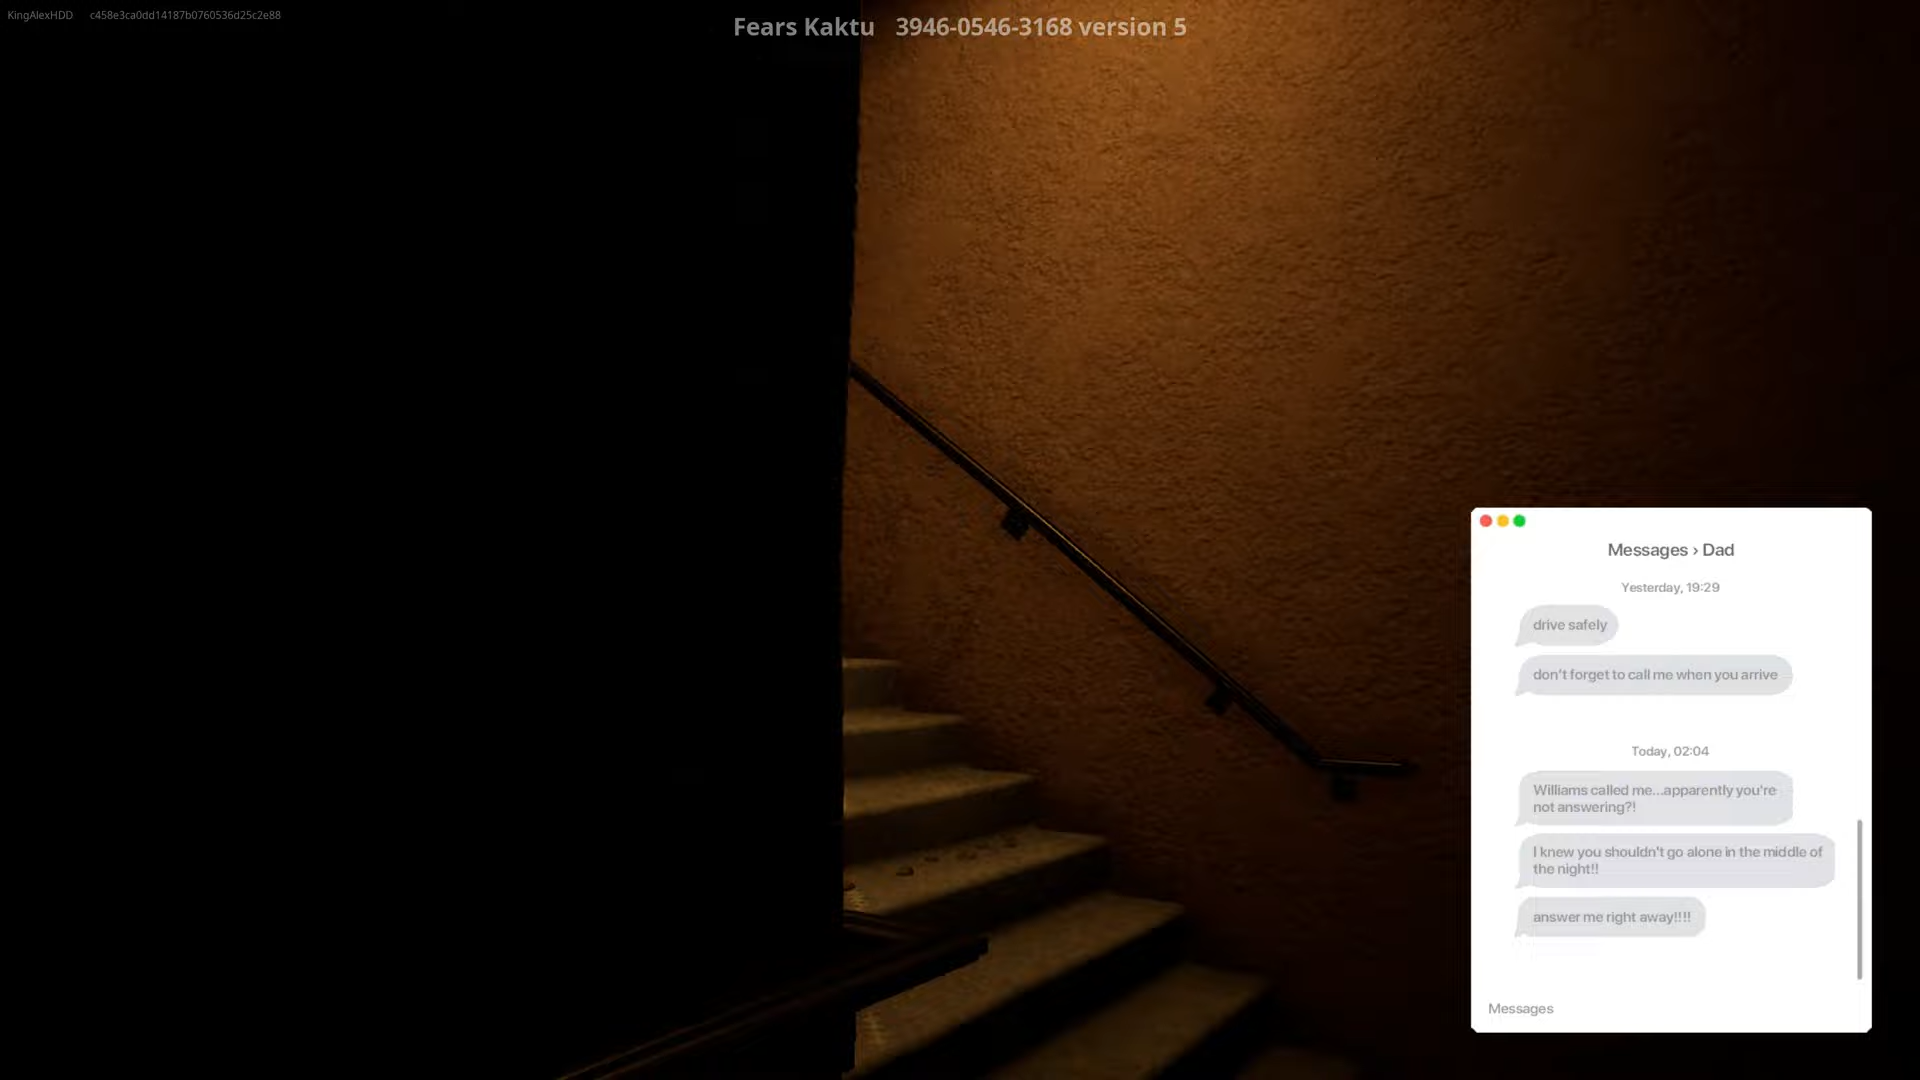 KingAlexHDD c458e3ca0dd14187b0760536d25c2e88
Fears Kaktu 3946-0546-3168 version 5
Messages › Dad
Yesterday, 19:29
drive safely
don't forget to call me when you arrive
Today, 02:04
Williams called me...apparently you're
not answering?!
I knew you shouldn't go alone in the middle of
the night!!
answer me right away!!!!
Messages